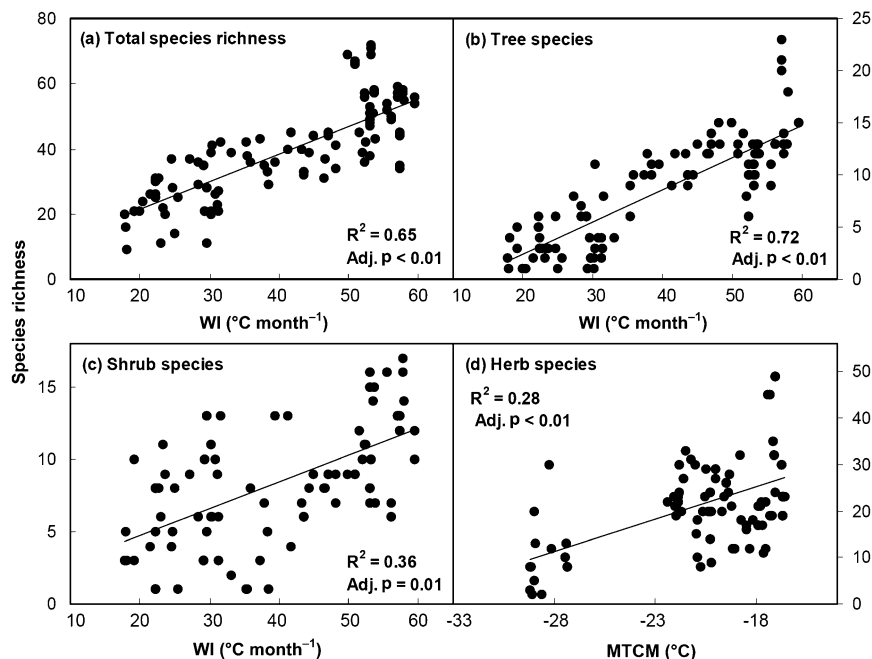 80
60
40
20
0
(a) Total species richness
R² = 0.65
Adj. p < 0.01
10 20 30 40 50 60
WI (°C month⁻¹)
25
20
15
10
5
0
(b) Tree species
R² = 0.72
Adj. p < 0.01
10 20 30 40 50 60
WI (°C month⁻¹)
Species richness
15
10
5
0
(c) Shrub species
R² = 0.36
Adj. p = 0.01
10 20 30 40 50 60
WI (°C month⁻¹)
50
40
30
20
10
0
(d) Herb species
R² = 0.28
Adj. p < 0.01
-33 -28 -23 -18
MTCM (°C)